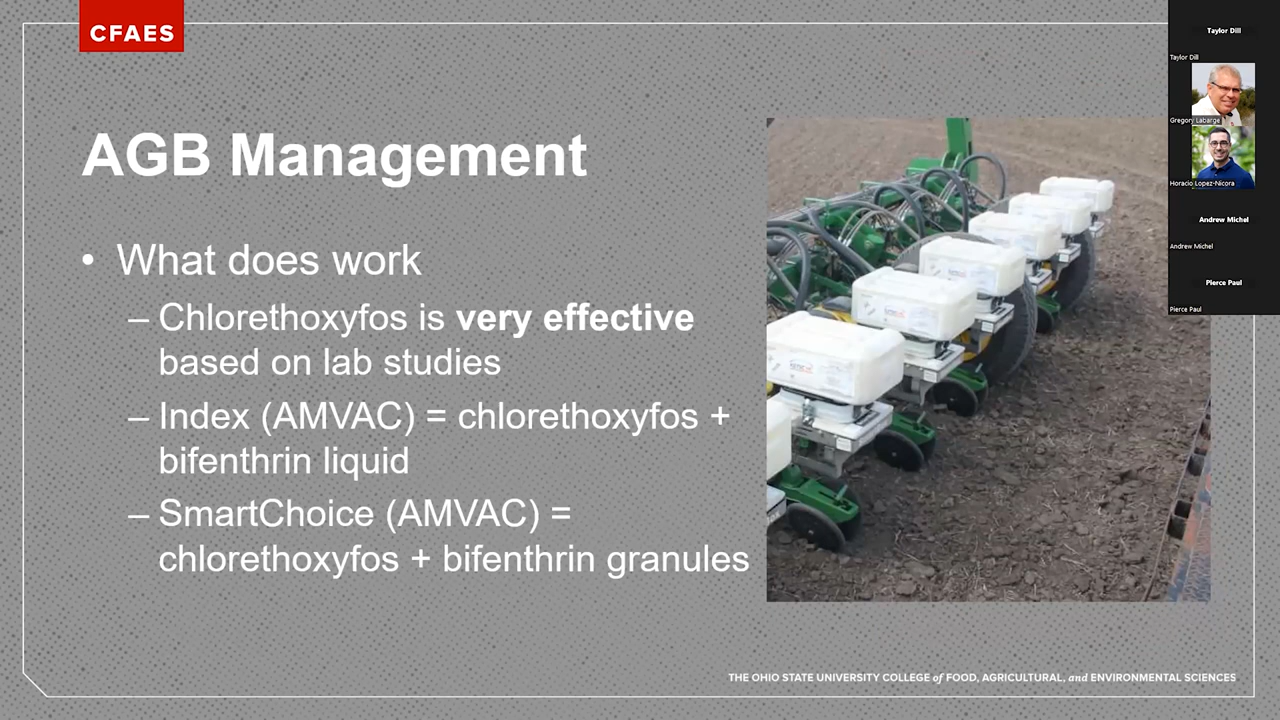 CFAES
AGB Management
• What does work
– Chlorethoxyfos is very effective
based on lab studies
– Index (AMVAC) = chlorethoxyfos +
bifenthrin liquid
– SmartChoice (AMVAC) =
chlorethoxyfos + bifenthrin granules
THE OHIO STATE UNIVERSITY COLLEGE of FOOD, AGRICULTURAL, and ENVIRONMENTAL SCIENCES
Taylor Dill
Taylor Dill
Gregory Labarge
Horacio Lopez-Nicora
Andrew Michel
Andrew Michel
Pierce Paul
Pierce Paul